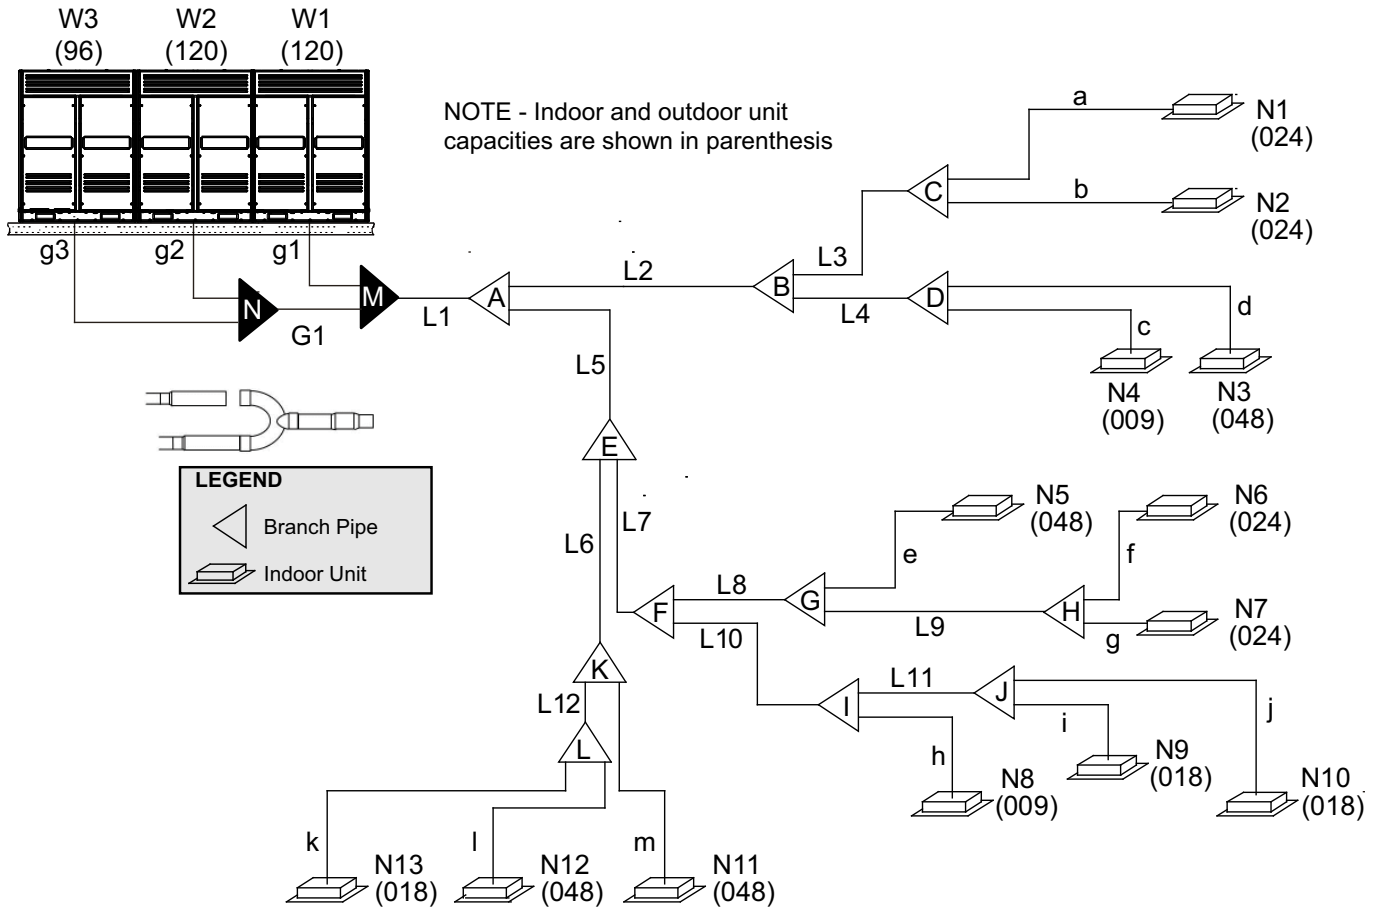 W3
(96)
W2
(120)
W1
(120)
NOTE - Indoor and outdoor unit
capacities are shown in parenthesis
a
N1
(024)
C
b
N2
(024)
g3
g2
g1
L3
L2
B
N
M
A
D
L1
L4
G1
c
d
N4
(009)
N3
(048)
L5
E
LEGEND
Branch Pipe
Indoor Unit
L6
L7
N5
(048)
N6
(024)
e
f
L8
G
F
L9
H
L10
g
N7
(024)
K
L12
L
L11
J
I
i
j
h
N8
(009)
N9
(018)
N10
(018)
k
l
m
N13
(018)
N12
(048)
N11
(048)